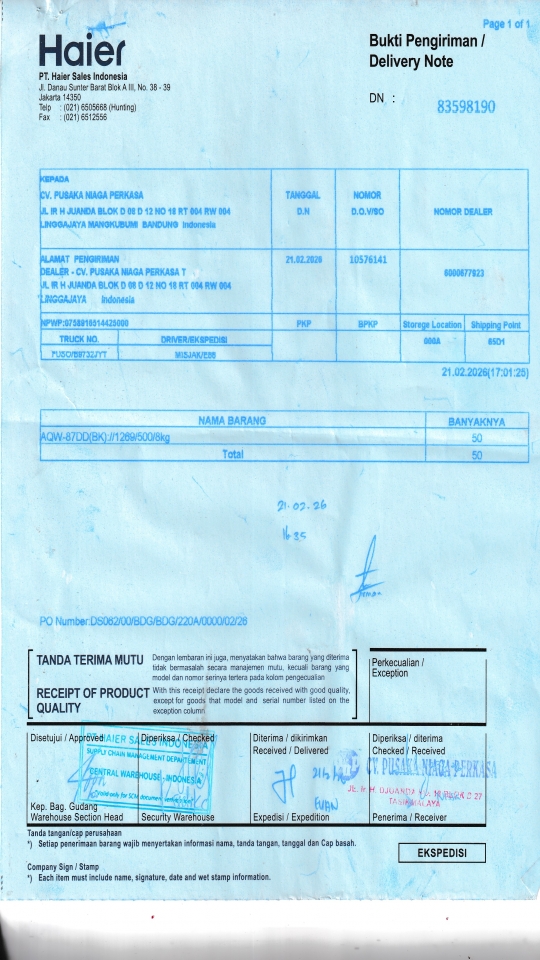 Page 1 of 1
Haier
Bukti Pengiriman /
Delivery Note
PT. Haier Sales Indonesia
Jl. Danau Sunter Barat Blok A III, No. 38 - 39
Jakarta 14350
Telp : (021) 6505668 (Hunting)
Fax : (021) 6512556
DN : 83598190
KEPADA
CV. PUSAKA NIAGA PERKASA
JL IR H JUANDA BLOK D 08 D 12 NO 18 RT 004 RW 004
LINGGAJAYA MANGKUBUMI BANDUNG Indonesia
TANGGAL
D.N
NOMOR
D.O.V/SO
NOMOR DEALER
ALAMAT PENGIRIMAN
DEALER - CV. PUSAKA NIAGA PERKASA T
JL IR H JUANDA BLOK D 08 D 12 NO 18 RT 004 RW 004
LINGGAJAYA Indonesia
21.02.2026
10576141
NPWP:0758916514425000
PKP
BPKP
Storege Location
Shipping Point
TRUCK NO.
DRIVER/EKSPEDISI
000A
85D1
21.02.2026(17:01:25)
NAMA BARANG
BANYAKNYA
AQW-87DD(BK)://1269/500/8kg
50
Total
50
21-02-26
16.35
PO Number:DS062/00/BDG/BDG/220A/0000/02/26
TANDA TERIMA MUTU
Dengan lembaran ini juga, menyatakan bahwa barang yang diterima
tidak bermasalah secara manajemen mutu, kecuali barang yang
model dan nomor serinya tertera pada kolom pengecualian
RECEIPT OF PRODUCT
QUALITY
With this receipt declare the goods received with good quality,
except for goods that model and serial number listed on the
exception column
Perkecualian /
Exception
Disetujui / Approved
Diperiksa / Checked
Diterima / dikirimkan
Received / Delivered
Diperiksa / diterima
Checked / Received
PT. HAIER SALES INDONESIA
SUPPLY CHAIN MANAGEMENT DEPARTEMENT
CENTRAL WAREHOUSE - INDONESIA
CV. PUSAKA NIAGA PERKASA
TASIKMALAYA
EVAN
Kep. Bag. Gudang
Warehouse Section Head
Security Warehouse
Expedisi / Expedition
Penerima / Receiver
Tanda tangan/cap perusahaan
*) Setiap penerimaan barang wajib menyertakan informasi nama, tanda tangan, tanggal dan Cap basah.
EKSPEDISI
Company Sign / Stamp
*) Each item must include name, signature, date and wet stamp information.